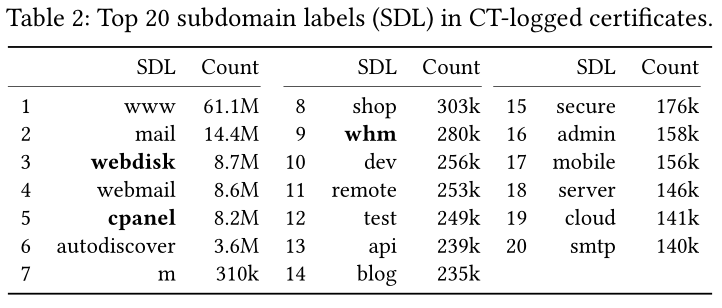 Table 2: Top 20 subdomain labels (SDL) in CT-logged certificates.
SDL Count SDL Count SDL Count
1 www 61.1M 8 shop 303k 15 secure 176k
2 mail 14.4M 9 whm 280k 16 admin 158k
3 webdisk 8.7M 10 dev 256k 17 mobile 156k
4 webmail 8.6M 11 remote 253k 18 server 146k
5 cpanel 8.2M 12 test 249k 19 cloud 141k
6 autodiscover 3.6M 13 api 239k 20 smtp 140k
7 m 310k 14 blog 235k